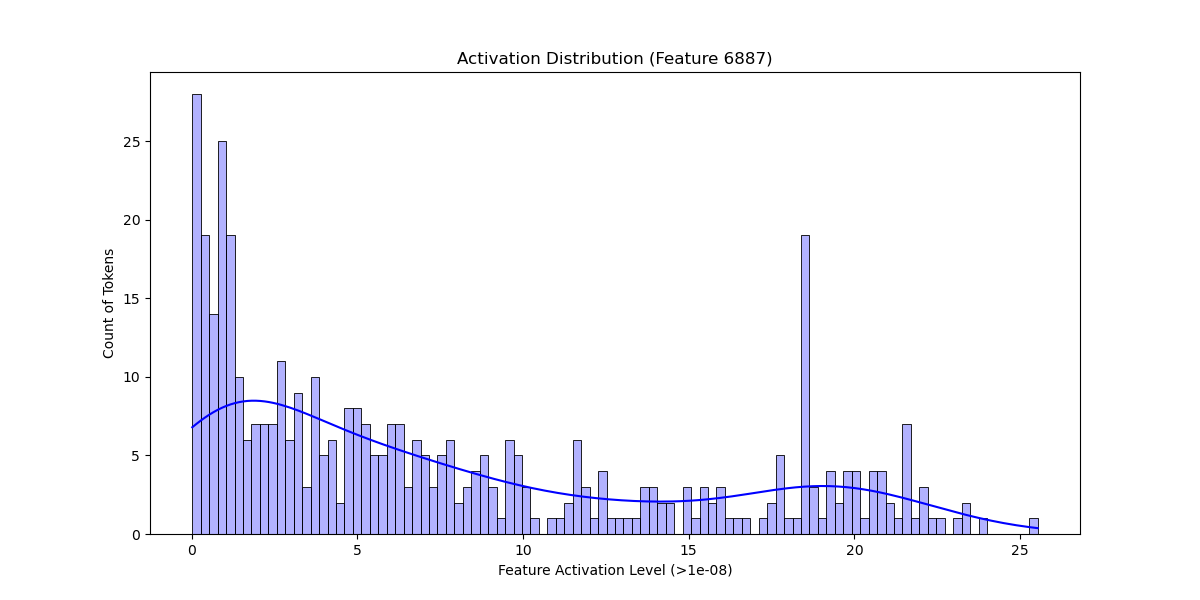 Activation Distribution (Feature 6887)
Count of Tokens
25
20
15
10
5
0
0 5 10 15 20 25
Feature Activation Level (>1e-08)